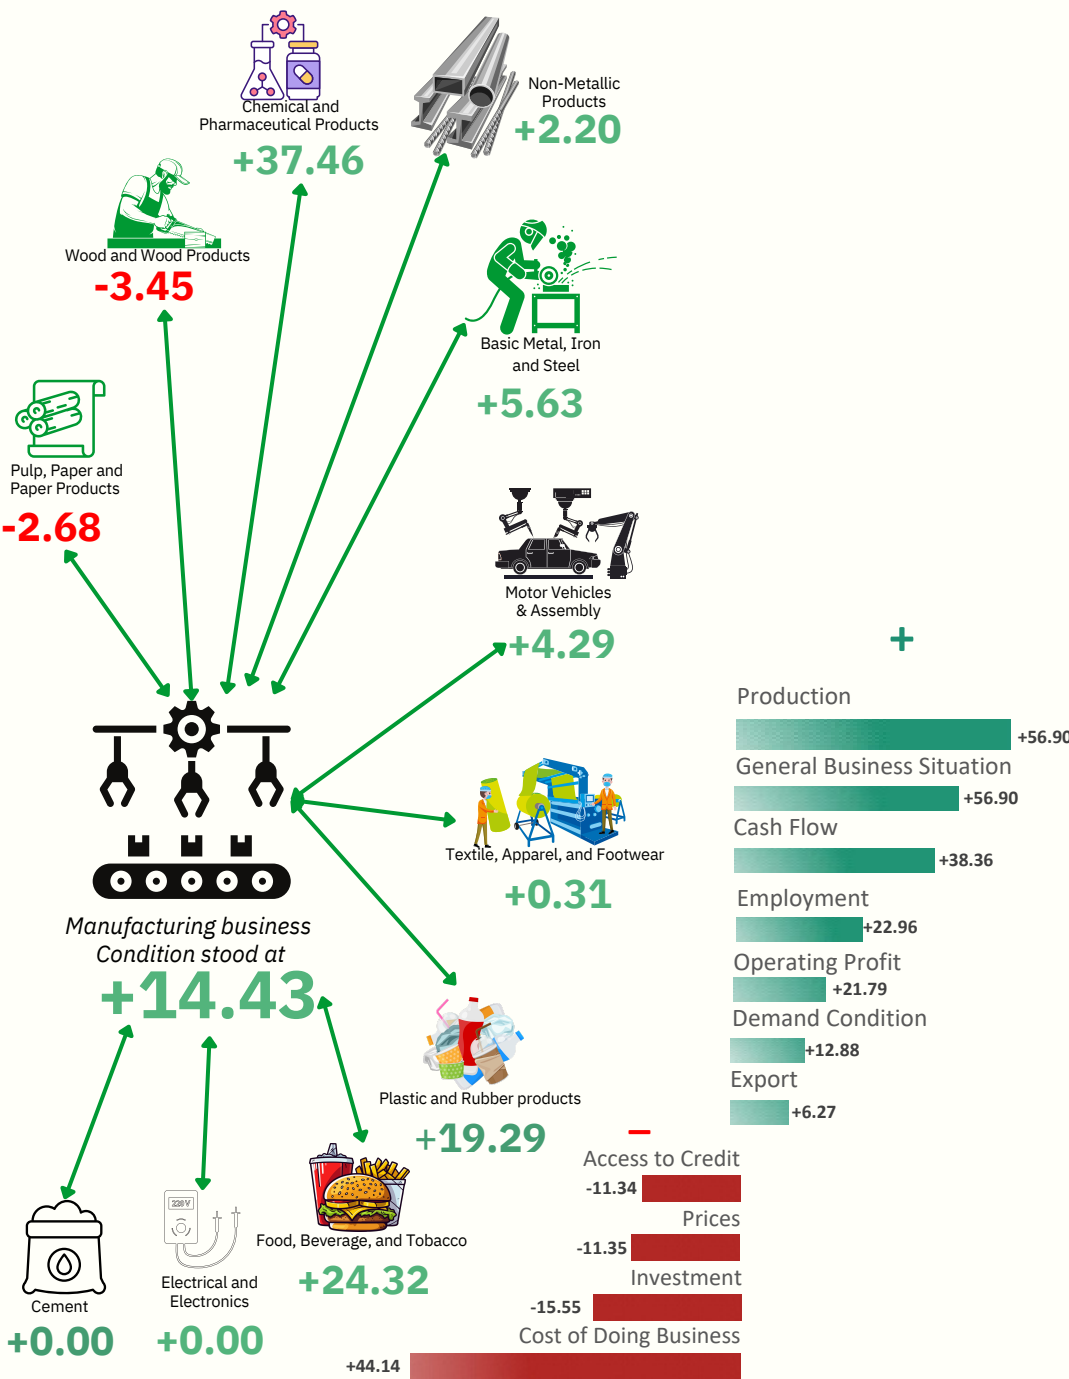 Chemical and
Pharmaceutical Products
+37.46
Non-Metallic
Products
+2.20
Wood and Wood Products
-3.45
Basic Metal, Iron
and Steel
+5.63
Pulp, Paper and
Paper Products
-2.68
Motor Vehicles
& Assembly
+4.29
Textile, Apparel, and Footwear
+0.31
Manufacturing business
Condition stood at
+14.43
Plastic and Rubber products
+19.29
Food, Beverage, and Tobacco
+24.32
220V
Electrical and
Electronics
+0.00
Cement
+0.00
+
Production
+56.90
General Business Situation
+56.90
Cash Flow
+38.36
Employment
+22.96
Operating Profit
+21.79
Demand Condition
+12.88
Export
+6.27
–
Access to Credit
-11.34
Prices
-11.35
Investment
-15.55
Cost of Doing Business
+44.14